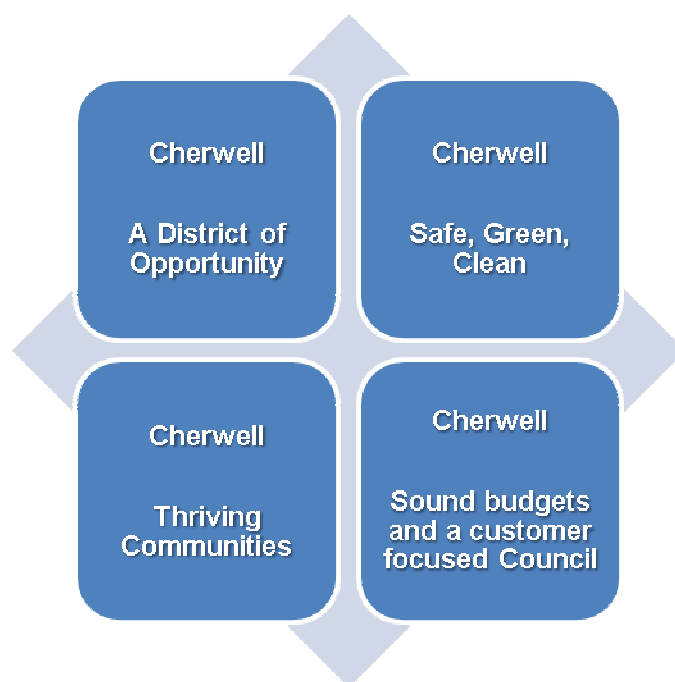 Cherwell
A District of
Opportunity
Cherwell
Safe, Green,
Clean
Cherwell
Thriving
Communities
Cherwell
Sound budgets
and a customer
focused Council